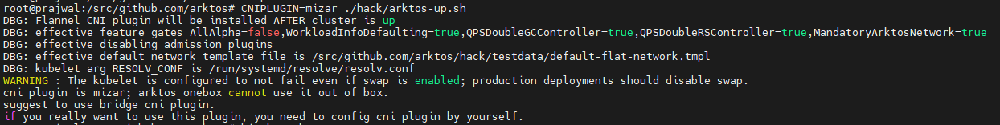 root@prajwal:/src/github.com/arktos# CNIPLUGIN=mizar ./hack/arktos-up.sh
DBG: Flannel CNI plugin will be installed AFTER cluster is up
DBG: effective feature gates AllAlpha=false,WorkloadInfoDefaulting=true,QPSDoubleGCController=true,QPSDoubleRSController=true,MandatoryArktosNetwork=true
DBG: effective disabling admission plugins
DBG: effective default network template file is /src/github.com/arktos/hack/testdata/default-flat-network.tmpl
DBG: kubelet arg RESOLV_CONF is /run/systemd/resolve/resolv.conf
WARNING : The kubelet is configured to not fail even if swap is enabled; production deployments should disable swap.
cni plugin is mizar; arktos onebox cannot use it out of box.
suggest to use bridge cni plugin.
if you really want to use this plugin, you need to config cni plugin by yourself.